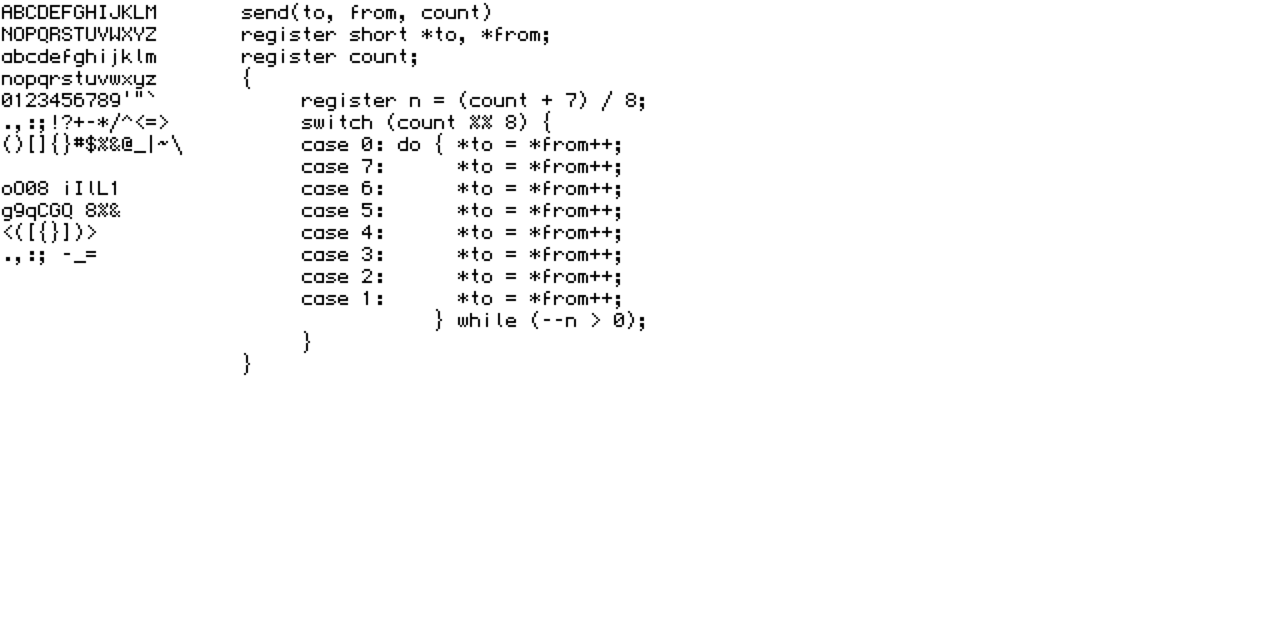 ABCDEFGHIJKLM
NOPQRSTUVWXYZ
abcdefghijklm
nopqrstuvwxyz
0123456789'"`
.,:;!?+-*/^<=>
()[]{}#$%&@_|~\
oO08 iIlL1
g9qCGQ 8%&
<([{}])>
.,:; -_=
send(to, from, count)
register short *to, *from;
register count;
{
     register n = (count + 7) / 8;
     switch (count %% 8) {
     case 0: do { *to = *from++;
     case 7:      *to = *from++;
     case 6:      *to = *from++;
     case 5:      *to = *from++;
     case 4:      *to = *from++;
     case 3:      *to = *from++;
     case 2:      *to = *from++;
     case 1:      *to = *from++;
                } while (--n > 0);
     }
}